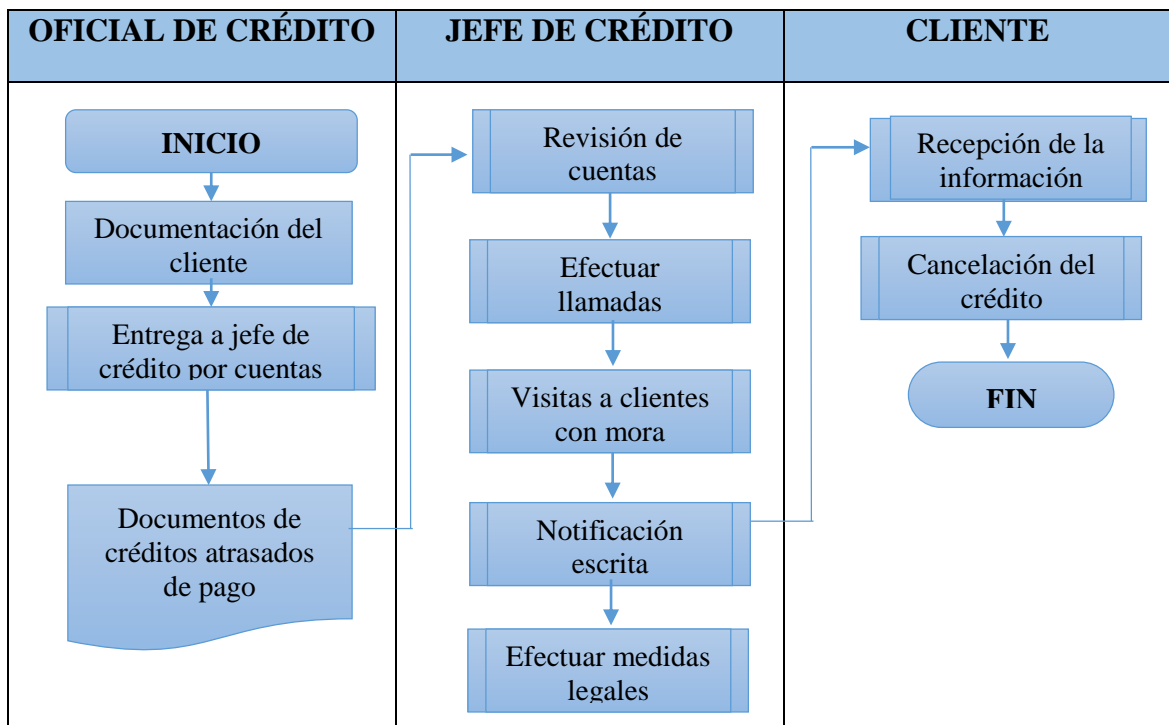 OFICIAL DE CRÉDITO
JEFE DE CRÉDITO
CLIENTE
INICIO
Documentación del
cliente
Entrega a jefe de
crédito por cuentas
Documentos de
créditos atrasados
de pago
Revisión de
cuentas
Efectuar
llamadas
Visitas a clientes
con mora
Notificación
escrita
Efectuar medidas
legales
Recepción de la
información
Cancelación del
crédito
FIN